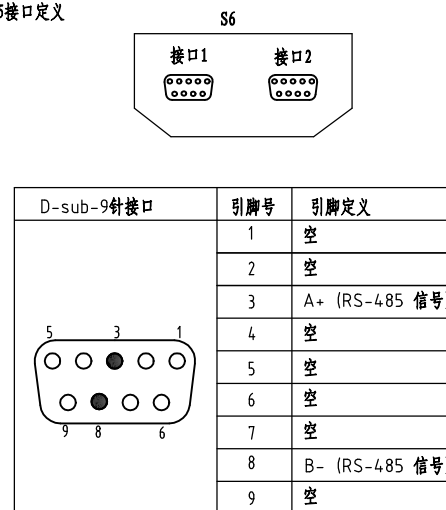 接口定义
S6
接口1 接口2
D-sub-9针接口 引脚号 引脚定义
1 空
2 空
3 A+ (RS-485 信号)
4 空
5 空
6 空
7 空
8 B- (RS-485 信号)
9 空
5 3 1
9 8 6